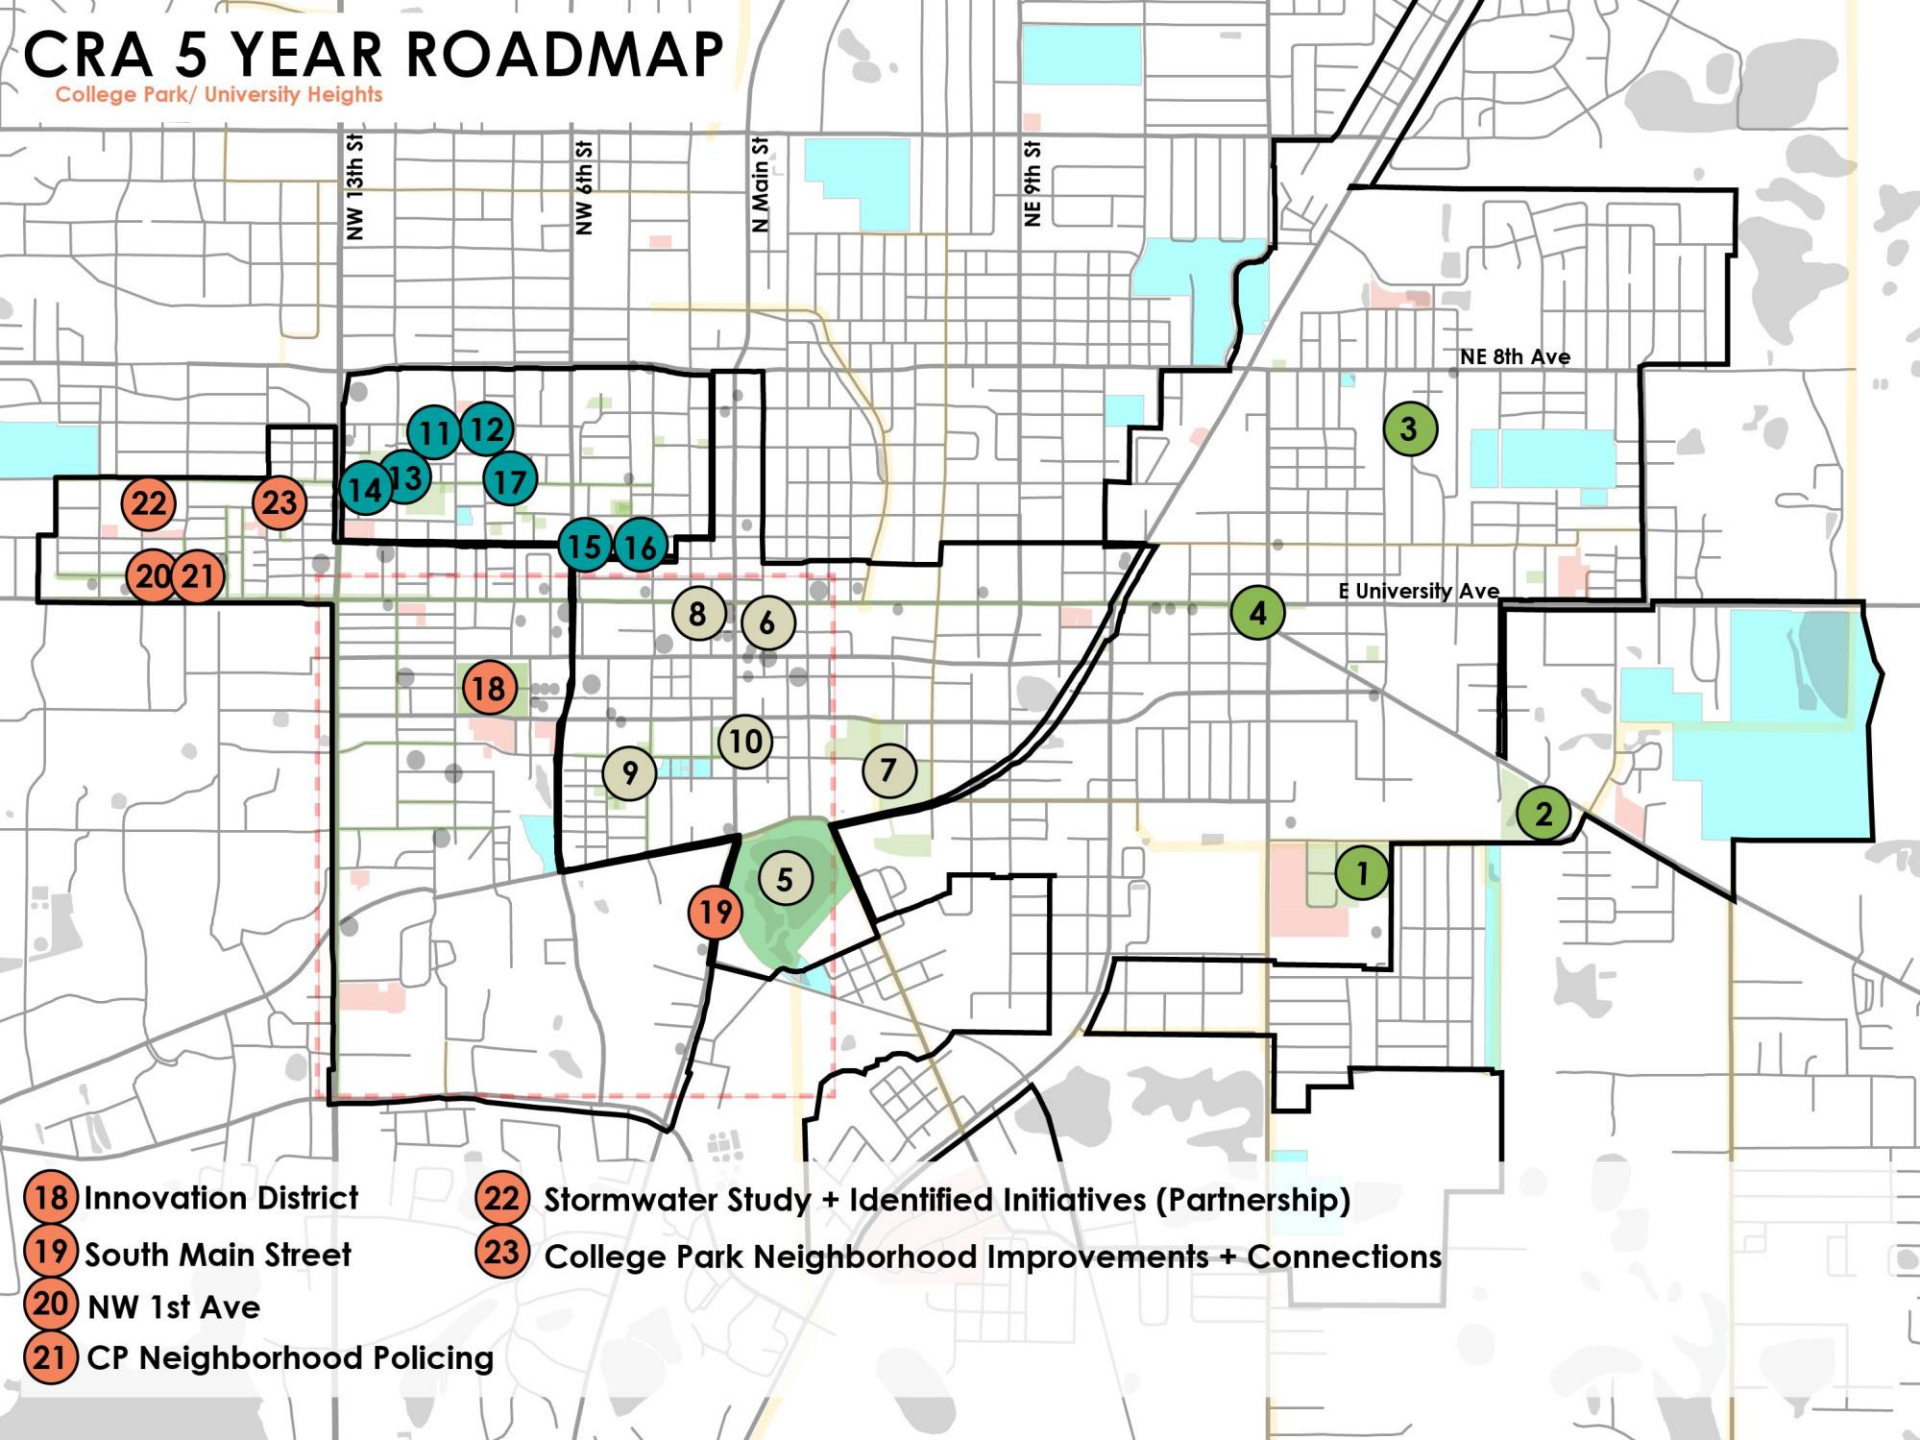 CRA 5 YEAR ROADMAP
College Park/ University Heights
NW 13th St
NW 6th St
N Main St
NE 9th St
NE 8th Ave
3
11
12
13
14
17
22
23
15
16
20
21
E University Ave
8
6
4
18
10
9
7
2
5
1
19
18 Innovation District
19 South Main Street
20 NW 1st Ave
21 CP Neighborhood Policing
22 Stormwater Study + Identified Initiatives (Partnership)
23 College Park Neighborhood Improvements + Connections